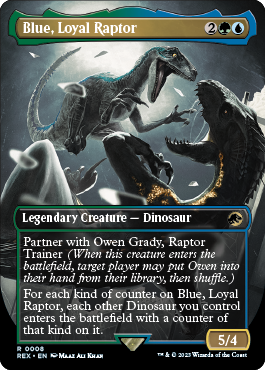 Blue, Loyal Raptor 2
Legendary Creature — Dinosaur
Partner with Owen Grady, Raptor
Trainer (When this creature enters the
battlefield, target player may put Owen into
their hand from their library, then shuffle.)
For each kind of counter on Blue, Loyal
Raptor, each other Dinosaur you control
enters the battlefield with a counter of
that kind on it.
5/4
R 0008
REX • EN Maaz Ali Khan
™ & © 2023 Wizards of the Coast